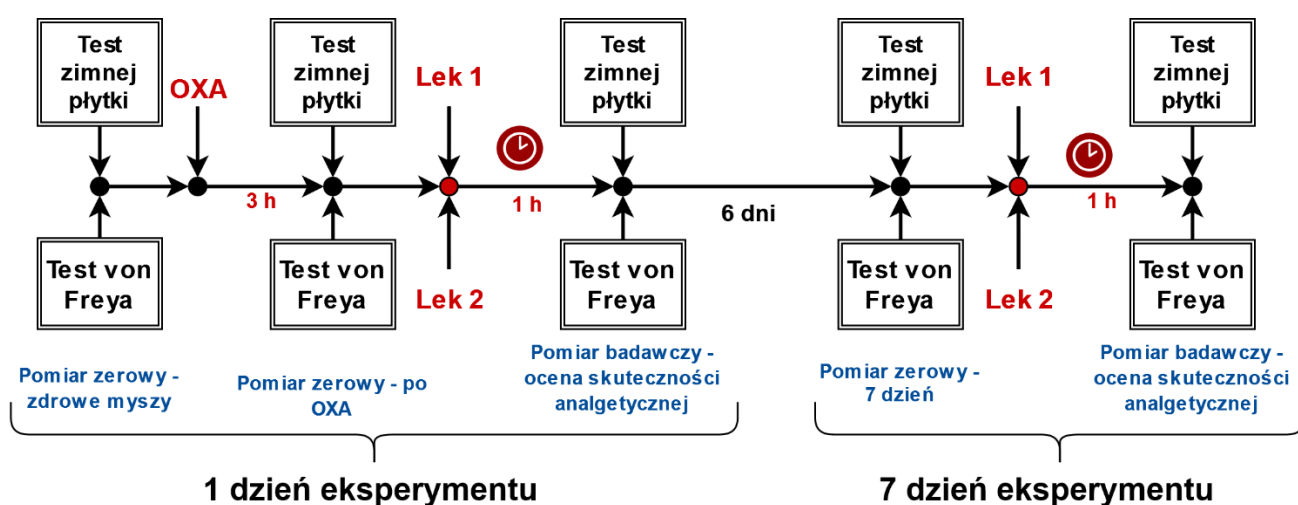 Test
zimnej
płytki
OXA
Test
zimnej
płytki
Lek 1
Test
zimnej
płytki
Test
zimnej
płytki
Lek 1
Test
zimnej
płytki
3 h
1 h
6 dni
1 h
Test von
Freya
Test von
Freya
Lek 2
Test von
Freya
Test von
Freya
Lek 2
Test von
Freya
Pomiar zerowy -
zdrowe myszy
Pomiar zerowy - po
OXA
Pomiar badawczy -
ocena skuteczności
analgetycznej
Pomiar zerowy -
7 dzień
Pomiar badawczy -
ocena skuteczności
analgetycznej
1 dzień eksperymentu
7 dzień eksperymentu